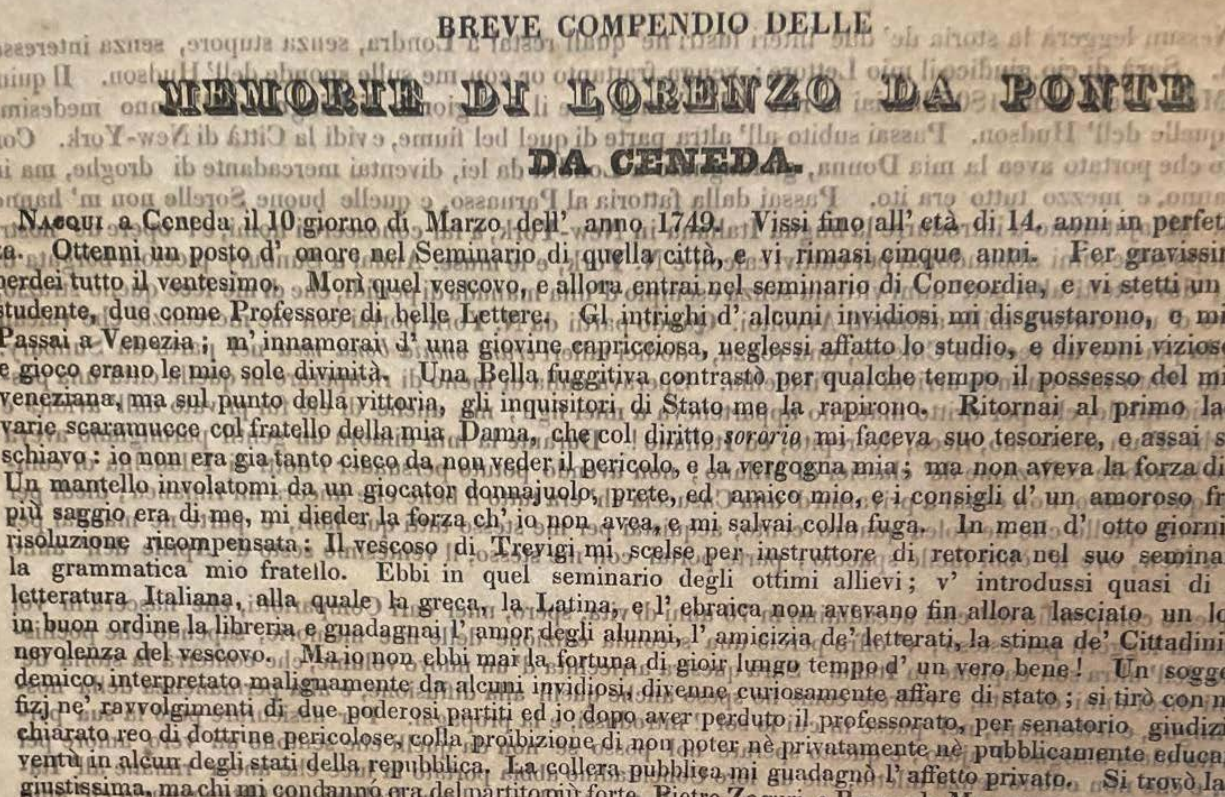 BREVE COMPENDIO DELLE
MEMORIE DI LORENZO DA PONTE
DA CENEDA.
NACQUI a Ceneda il 10 giorno di Marzo dell' anno 1749. Vissi fino all' età di 14. anni in perfet
za. Ottenni un posto d' onore nel Seminario di quella città, e vi rimasi cinque anni. Per gravissi
perdei tutto il ventesimo. Morì quel vescovo, e allora entrai nel seminario di Concordia, e vi stetti un
studente, due come Professore di belle Lettere. Gl intrighi d' alcuni invidiosi mi disgustarono, e mi
Passai a Venezia; m' innamorai d' una giovine capricciosa, neglessi affatto lo studio, e divenni vizios
e gioco erano le mie sole divinità. Una Bella fuggitiva contrastò per qualche tempo il possesso del mi
veneziana, ma sul punto della vittoria, gli inquisitori di Stato me la rapirono. Ritornai al primo la
varie scaramucce col fratello della mia Dama, che col diritto sororio mi faceva suo tesoriere, e assai s
schiavo: io non era gia tanto cieco da non veder il pericolo, e la vergogna mia; ma non aveva la forza di
Un mantello involatomi da un giocator donnajuolo, prete, ed amico mio, e i consigli d' un amoroso fr
più saggio era di me, mi dieder la forza ch' io non avea, e mi salvai colla fuga. In men d' otto giorni
risoluzione ricompensata: Il vescoso di Trevigi mi scelse per instruttore di retorica nel suo semina
la grammatica mio fratello. Ebbi in quel seminario degli ottimi allievi; v' introdussi quasi di
letteratura Italiana, alla quale la greca, la Latina, e l' ebraica non avevano fin allora lasciato un lo
in buon ordine la libreria e guadagnai l' amor degli alunni, l' amicizia de' letterati, la stima de' Cittadini
nevolenza del vescovo. Ma io non ebbi mai la fortuna di gioir lungo tempo d' un vero bene! Un sogge
demico, interpretato malignamente da alcuni invidiosi, divenne curiosamente affare di stato; si tirò con
fizj ne' ravvolgimenti di due poderosi partiti ed io dopo aver perduto il professorato, per senatorio giudizi
chiarato reo di dottrine pericolose, colla proibizione di non poter nè privatamente nè pubblicamente educa
ventù in alcun degli stati della repubblica. La collera pubblica mi guadagnò l' affetto privato. Si trovò la
giustissima, ma chi mi condannó era del partito più forte. Pietro